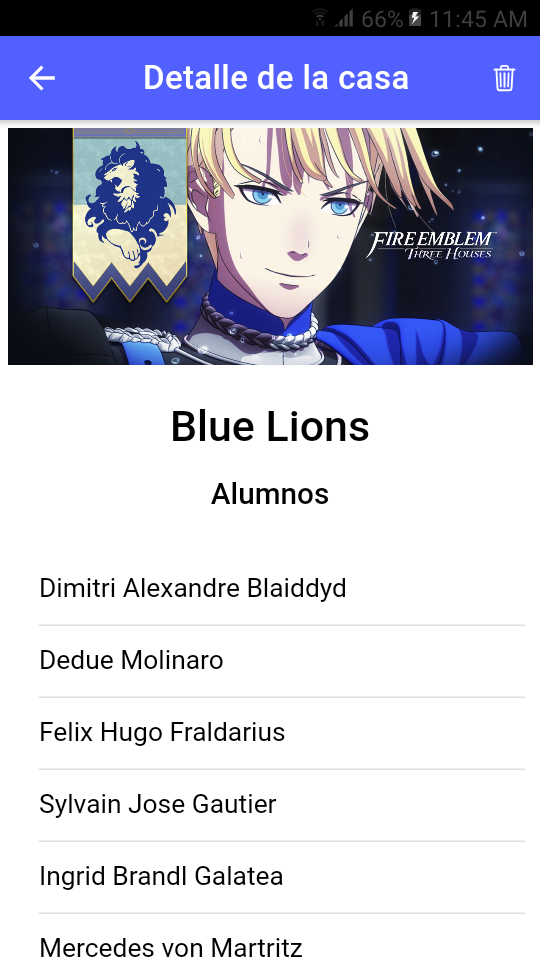 66% 11:45 AM
Detalle de la casa
FIRE EMBLEM
THREE HOUSES
Blue Lions
Alumnos
Dimitri Alexandre Blaiddyd
Dedue Molinaro
Felix Hugo Fraldarius
Sylvain Jose Gautier
Ingrid Brandl Galatea
Mercedes von Martritz